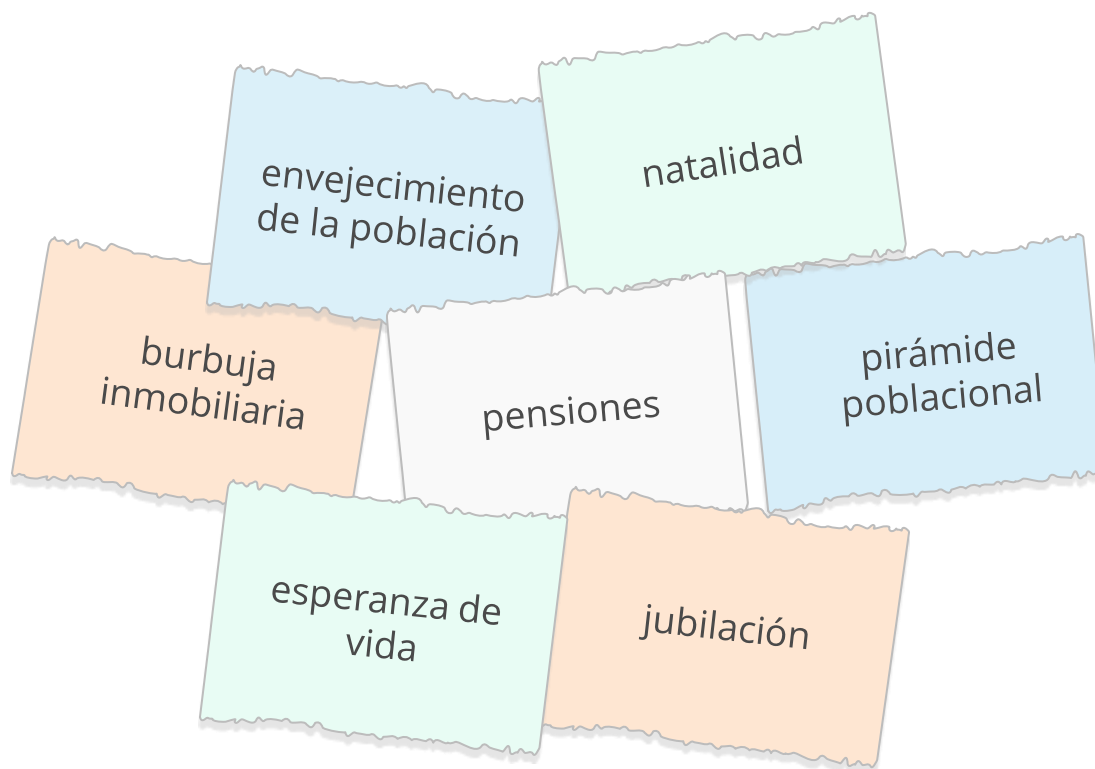 envejecimiento
de la población
natalidad
burbuja
inmobiliaria
pensiones
pirámide
poblacional
esperanza de
vida
jubilación